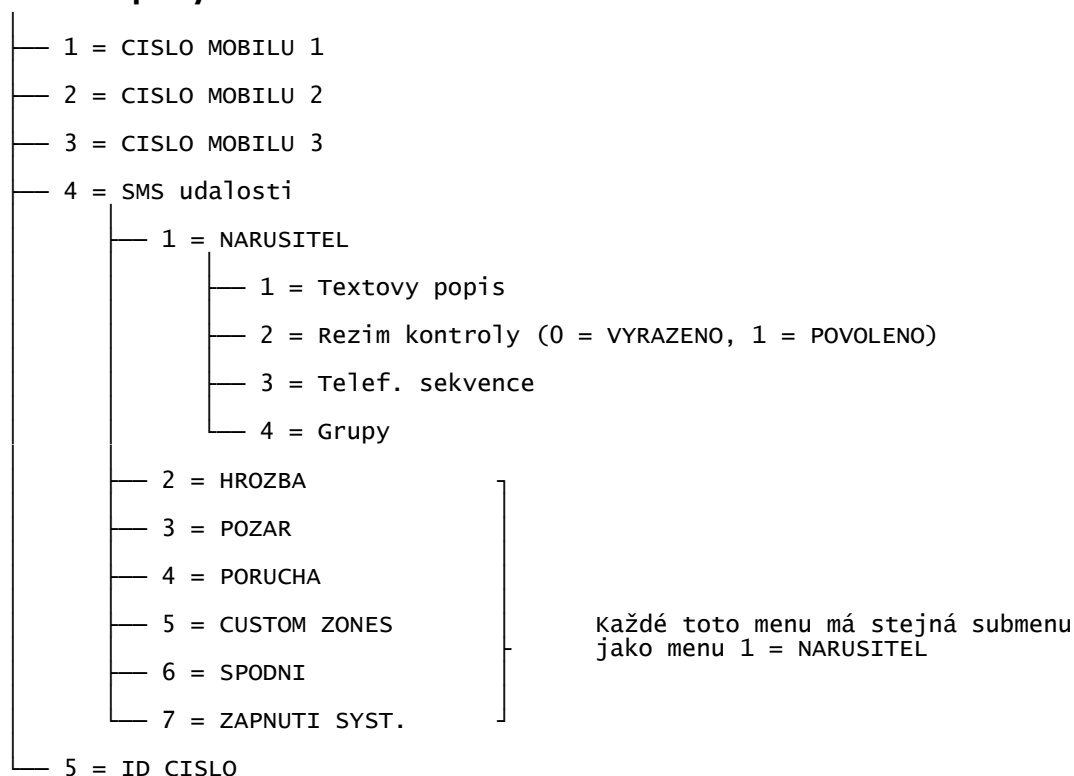 1 = CISLO MOBILU 1
2 = CISLO MOBILU 2
3 = CISLO MOBILU 3
4 = SMS udalosti
1 = NARUSITEL
1 = Textovy popis
2 = Rezim kontroly (0 = VYRAZENO, 1 = POVOLENO)
3 = Telef. sekvence
4 = Grupy
2 = HROZBA
3 = POZAR
4 = PORUCHA
5 = CUSTOM ZONES
6 = SPODNI
7 = ZAPNUTI SYST.
Každé toto menu má stejná submenu
jako menu 1 = NARUSITEL
5 = ID CISLO